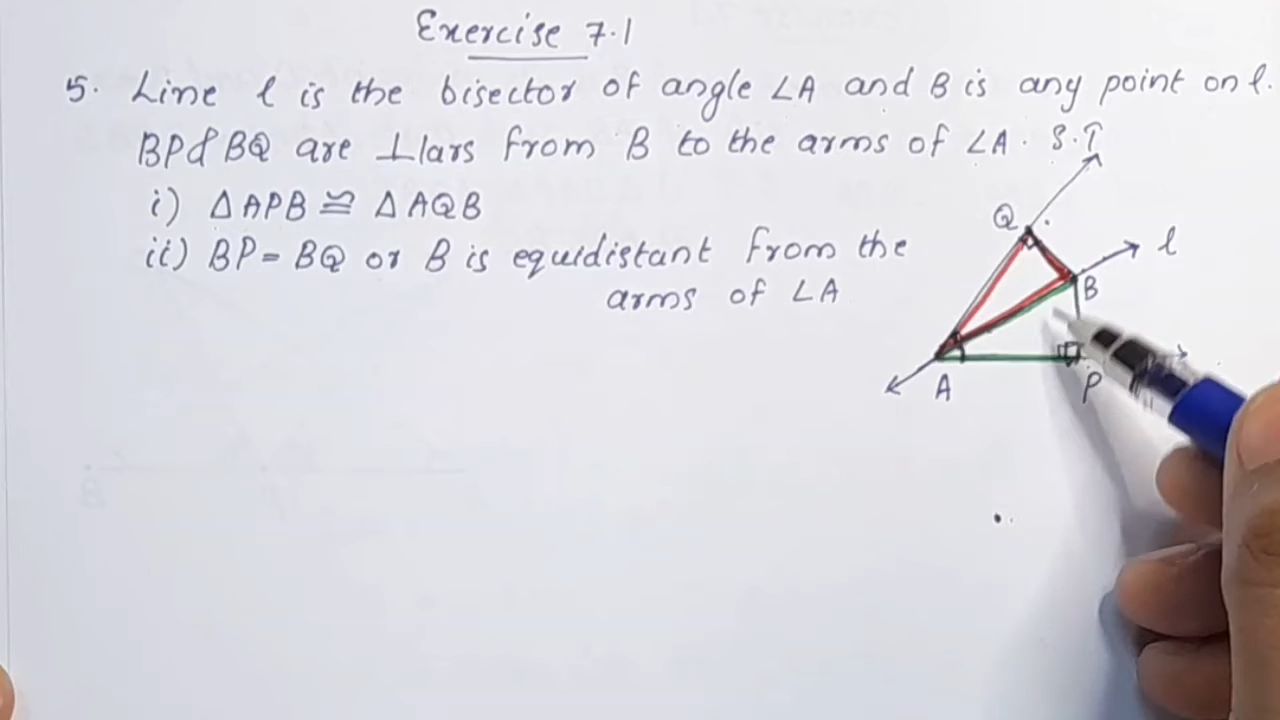 Exercise 7.1
5. Line l is the bisector of angle ∠A and B is any point on l.
BP & BQ are ⊥lars from B to the arms of ∠A. S.T
i) ΔAPB ≅ ΔAQB
ii) BP = BQ or B is equidistant from the
arms of ∠A
Q
l
B
A
P